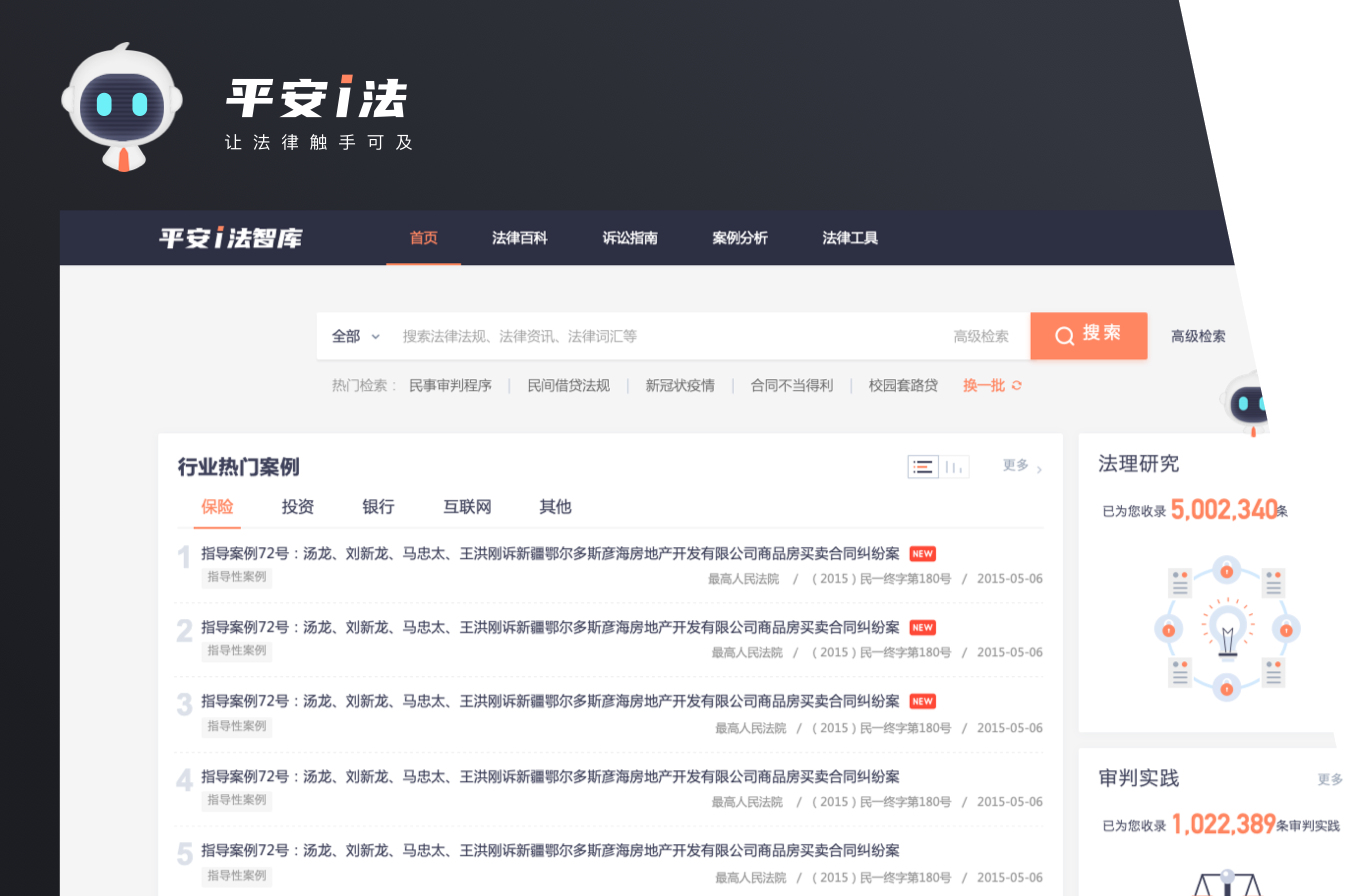 平安i法
让法律触手可及
平安i法智库 首页 法律百科 诉讼指南 案例分析 法律工具
全部 搜索法律法规、法律资讯、法律词汇等 高级检索 搜索 高级检索
热门检索： 民事审判程序 | 民间借贷法规 | 新冠状疫情 | 合同不当得利 | 校园套路贷 换一批
行业热门案例 更多
保险 投资 银行 互联网 其他
1 指导案例72号：汤龙、刘新龙、马忠太、王洪刚诉新疆鄂尔多斯彦海房地产开发有限公司商品房买卖合同纠纷案 NEW
指导性案例 最高人民法院 / （2015）民一终字第180号 / 2015-05-06
2 指导案例72号：汤龙、刘新龙、马忠太、王洪刚诉新疆鄂尔多斯彦海房地产开发有限公司商品房买卖合同纠纷案 NEW
指导性案例 最高人民法院 / （2015）民一终字第180号 / 2015-05-06
3 指导案例72号：汤龙、刘新龙、马忠太、王洪刚诉新疆鄂尔多斯彦海房地产开发有限公司商品房买卖合同纠纷案 NEW
指导性案例 最高人民法院 / （2015）民一终字第180号 / 2015-05-06
4 指导案例72号：汤龙、刘新龙、马忠太、王洪刚诉新疆鄂尔多斯彦海房地产开发有限公司商品房买卖合同纠纷案
指导性案例 最高人民法院 / （2015）民一终字第180号 / 2015-05-06
5 指导案例72号：汤龙、刘新龙、马忠太、王洪刚诉新疆鄂尔多斯彦海房地产开发有限公司商品房买卖合同纠纷案
指导性案例 最高人民法院 / （2015）民一终字第180号 / 2015-05-06
法理研究
已为您收录 5,002,340条
审判实践 更多
已为您收录 1,022,389条审判实践